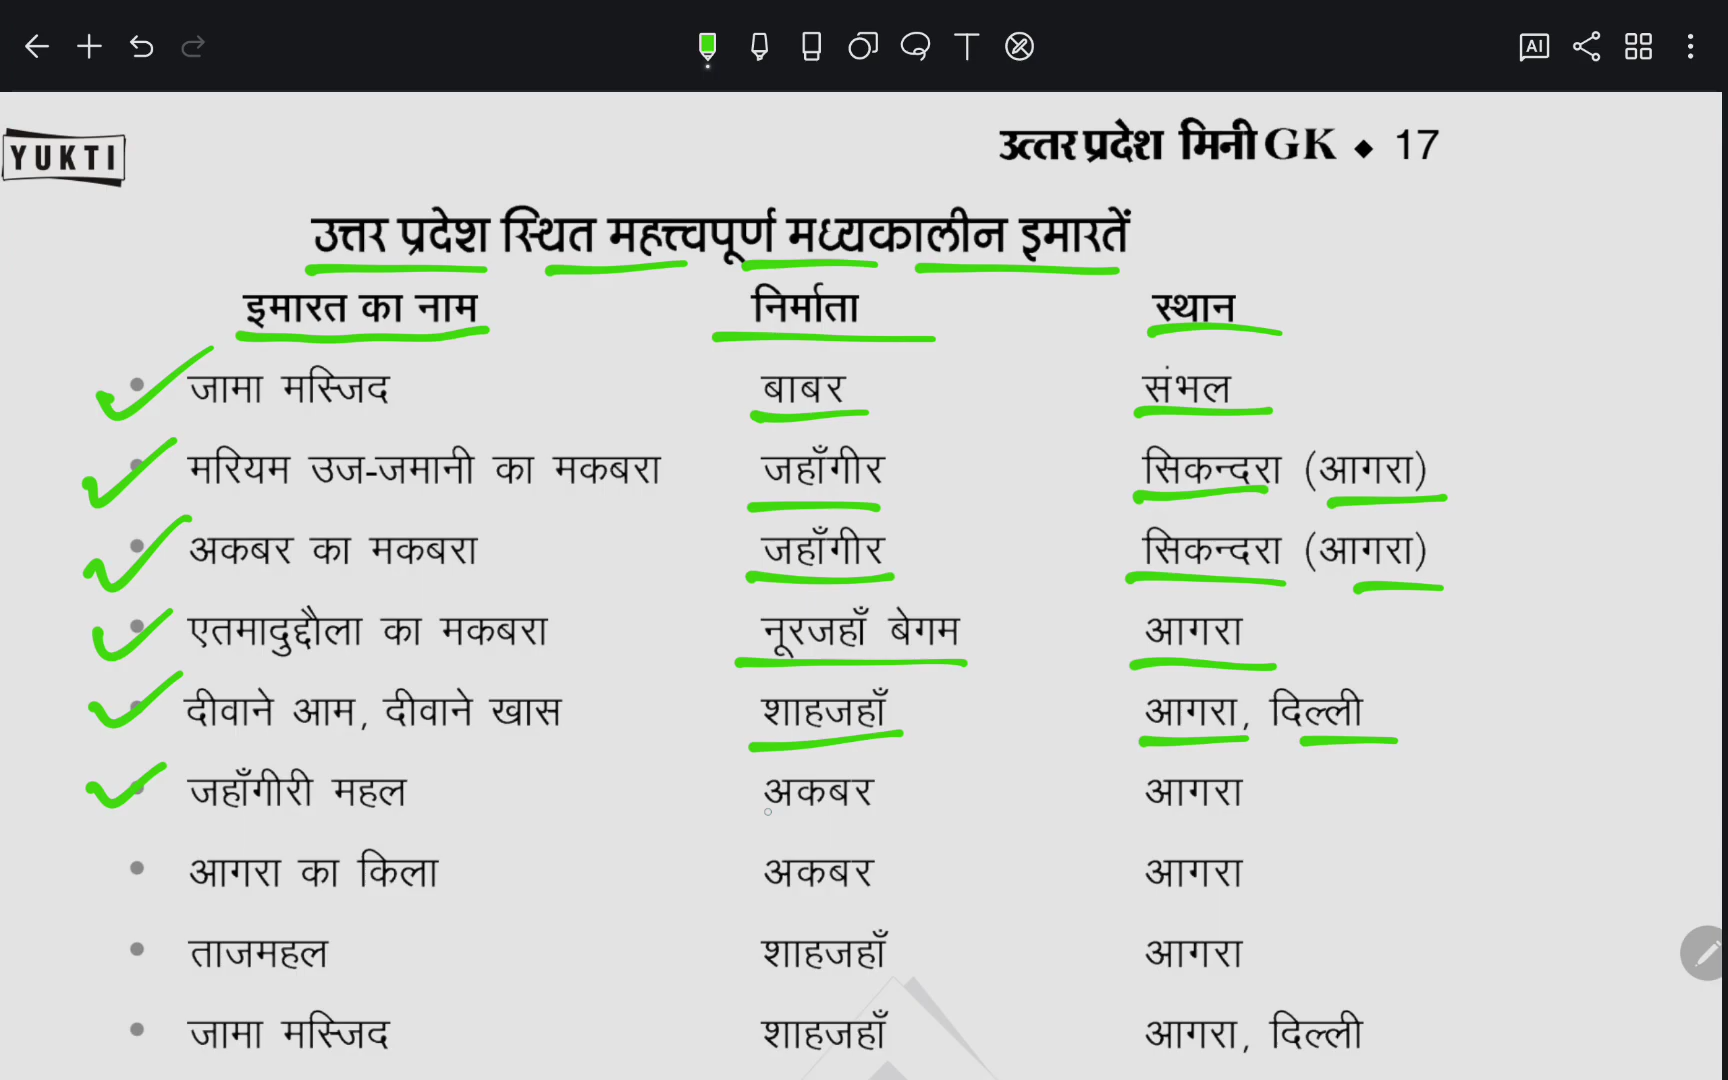 AI
YUKTI
उत्तर प्रदेश मिनी GK ◆ 17
उत्तर प्रदेश स्थित महत्त्वपूर्ण मध्यकालीन इमारतें
इमारत का नाम निर्माता स्थान
• जामा मस्जिद बाबर संभल
• मरियम उज-जमानी का मकबरा जहाँगीर सिकन्दरा (आगरा)
• अकबर का मकबरा जहाँगीर सिकन्दरा (आगरा)
• एतमादुद्दौला का मकबरा नूरजहाँ बेगम आगरा
• दीवाने आम, दीवाने खास शाहजहाँ आगरा, दिल्ली
• जहाँगीरी महल अकबर आगरा
• आगरा का किला अकबर आगरा
• ताजमहल शाहजहाँ आगरा
• जामा मस्जिद शाहजहाँ आगरा, दिल्ली